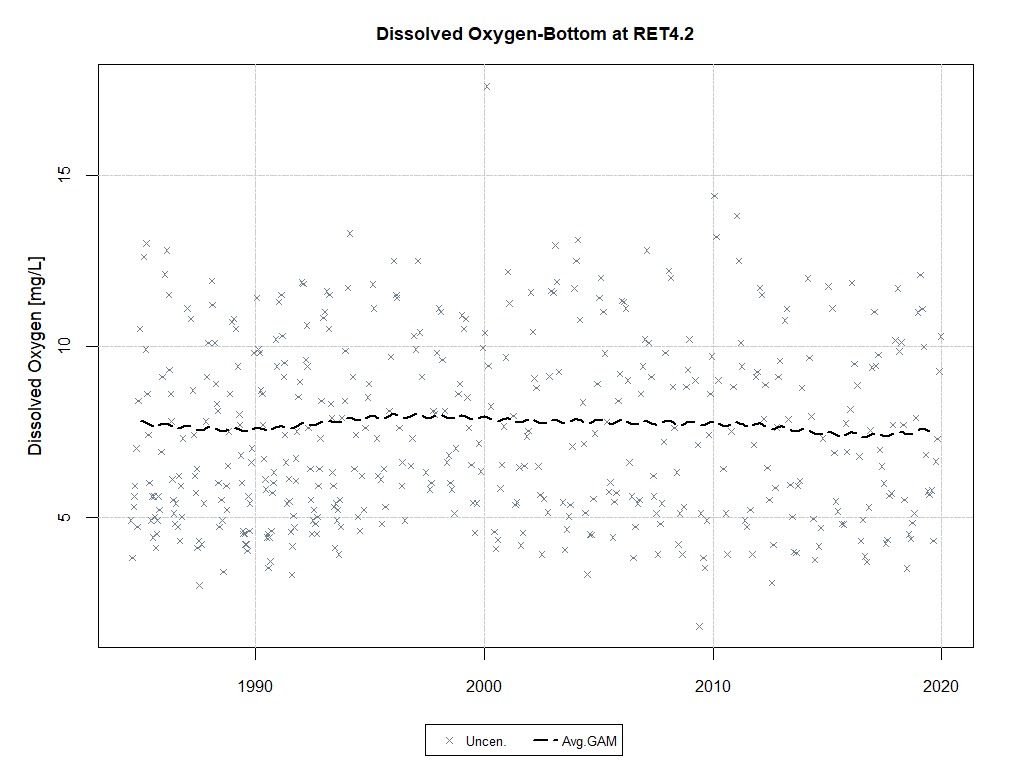 Dissolved Oxygen-Bottom at RET4.2
Dissolved Oxygen [mg/L]
15
10
5
1990 2000 2010 2020
Uncen. Avg.GAM